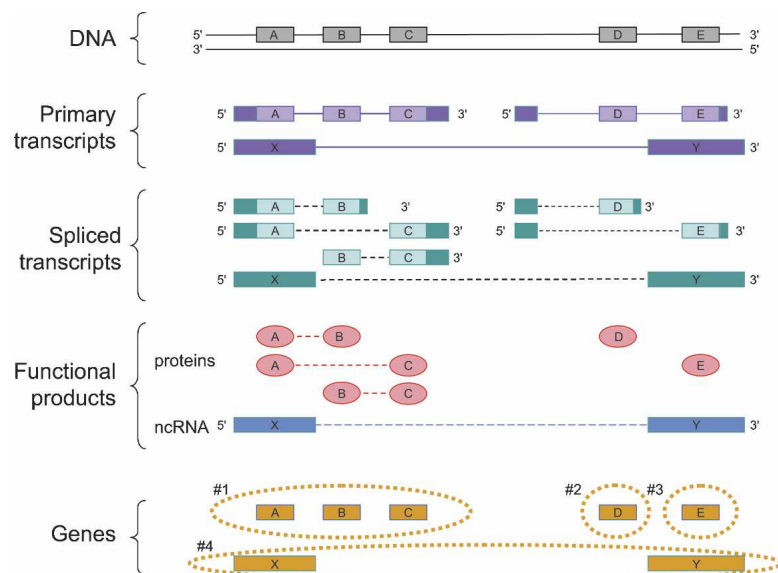 DNA
5' A B C D E 3'
3' 5'
Primary
transcripts
5' A B C 3' 5' D E 3'
5' X Y 3'
Spliced
transcripts
5' A B 3' 5' D 3'
5' A C 3' 5' E 3'
B C 3'
5' X Y 3'
Functional
products
proteins
A B D
A C E
B C
ncRNA 5' X Y 3'
Genes
#1 #2 #3
A B C D E
#4
X Y